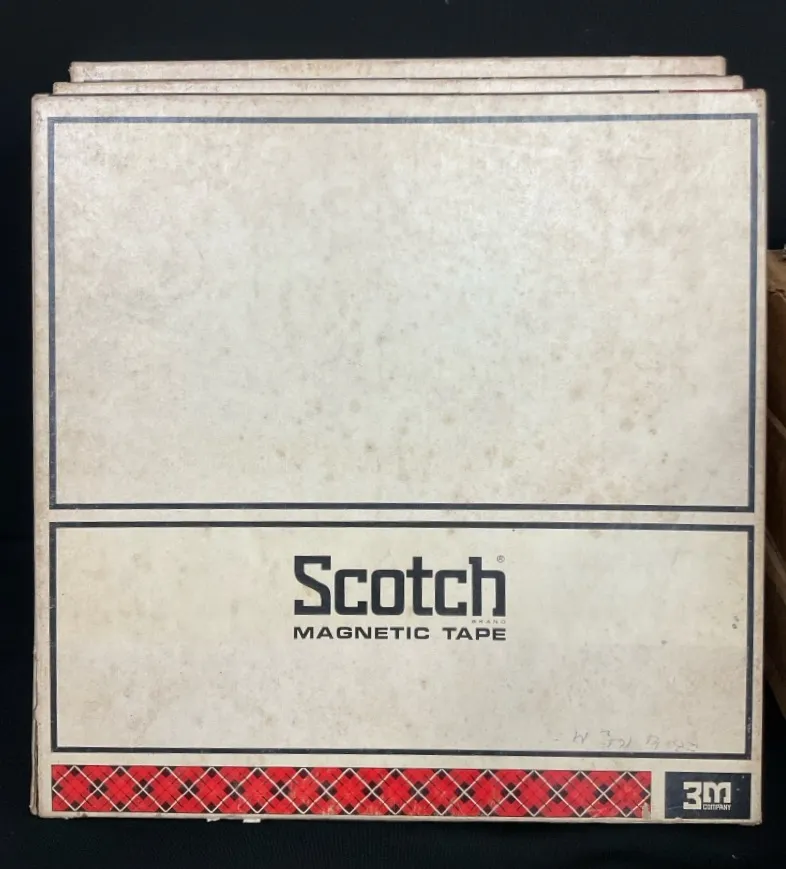 Scotch®
BRAND
MAGNETIC TAPE
3M
COMPANY